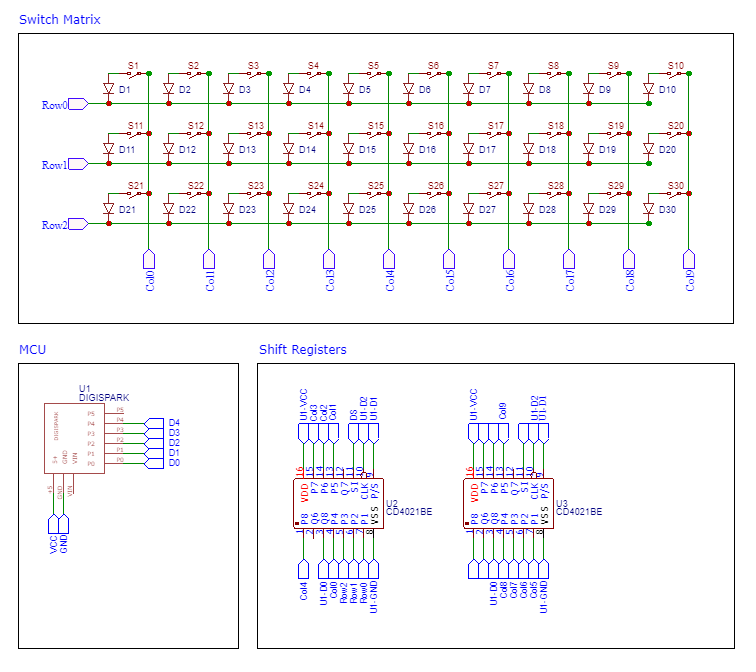 Switch Matrix
S1 S2 S3 S4 S5 S6 S7 S8 S9 S10
D1 D2 D3 D4 D5 D6 D7 D8 D9 D10
Row0
S11 S12 S13 S14 S15 S16 S17 S18 S19 S20
D11 D12 D13 D14 D15 D16 D17 D18 D19 D20
Row1
S21 S22 S23 S24 S25 S26 S27 S28 S29 S30
D21 D22 D23 D24 D25 D26 D27 D28 D29 D30
Row2
Col0 Col1 Col2 Col3 Col4 Col5 Col6 Col7 Col8 Col9
MCU
U1
DIGISPARK
DIGISPARK
P5 P5
P4 P4 D4
P3 P3 D3
P2 P2 D2
P1 P1 D1
P0 P0 D0
5+ GND VIN
+5 GND VIN
VCC GND
Shift Registers
U1-VCC Col3 Col2 Col1 DS U1-D2 U1-D1
16 15 14 13 12 11 10 9
VDD P7 P6 P5 Q7 SI CLK P/S
U2
CD4021BE
P8 Q6 Q8 P4 P3 P2 P1 VSS
1 2 3 4 5 6 7 8
Col4 U1-D0 Col0 Row2 Row1 Row0 U1-GND
U1-VCC Col9 U1-D2 U1-D1
16 15 14 13 12 11 10 9
VDD P7 P6 P5 Q7 SI CLK P/S
U3
CD4021BE
P8 Q6 Q8 P4 P3 P2 P1 VSS
1 2 3 4 5 6 7 8
U1-D0 Col8 Col7 Col6 Col5 U1-GND